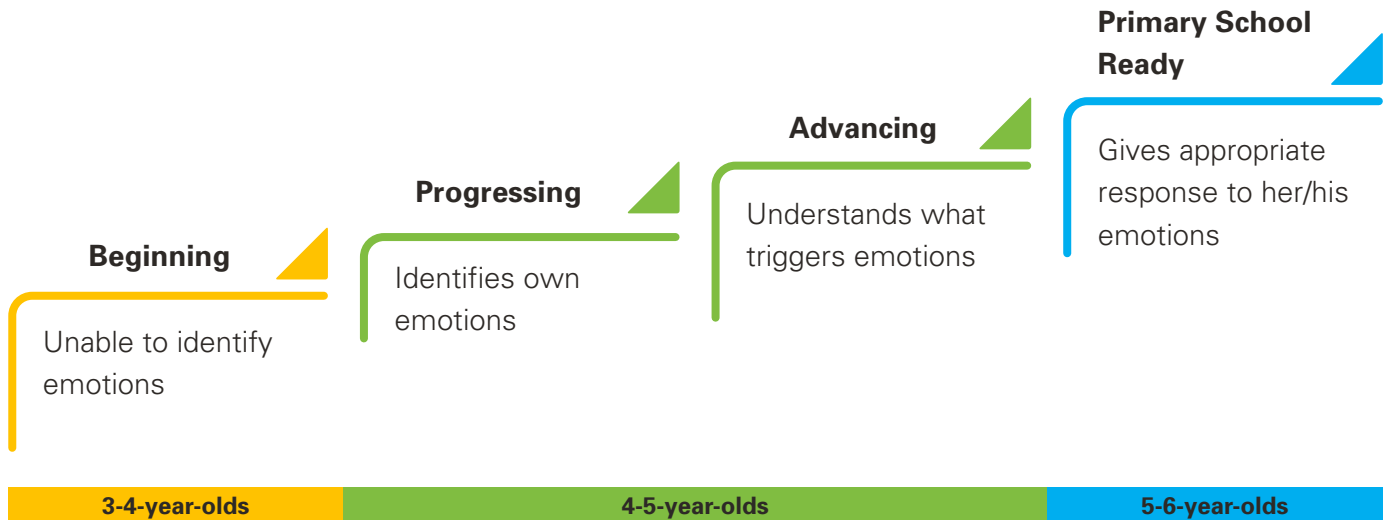 Beginning
Unable to identify
emotions
Progressing
Identifies own
emotions
Advancing
Understands what
triggers emotions
Primary School
Ready
Gives appropriate
response to her/his
emotions
3-4-year-olds
4-5-year-olds
5-6-year-olds